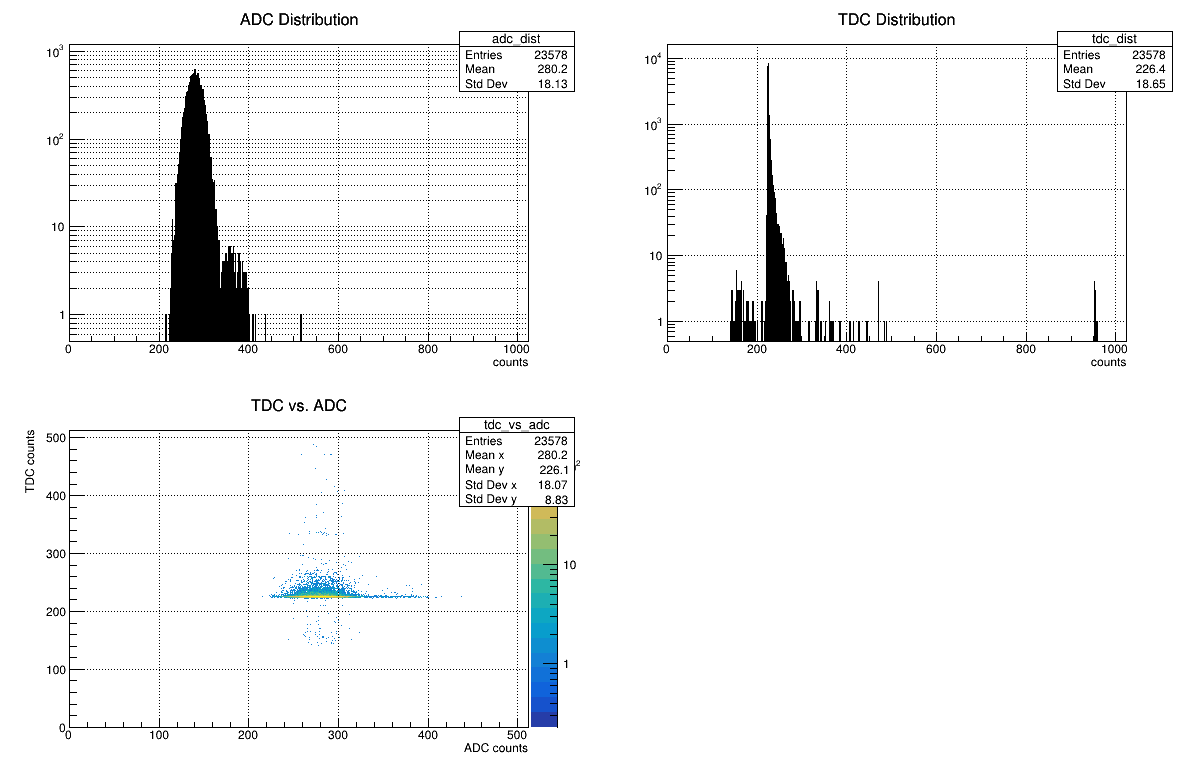 ADC Distribution
adc_dist
Entries 23578
Mean 280.2
Std Dev 18.13
10³
10²
10
1
0 200 400 600 800 1000
counts
TDC Distribution
tdc_dist
Entries 23578
Mean 226.4
Std Dev 18.65
10⁴
10³
10²
10
1
0 200 400 600 800 1000
counts
TDC vs. ADC
tdc_vs_adc
Entries 23578
Mean x 280.2
Mean y 226.1
Std Dev x 18.07
Std Dev y 8.83
TDC counts
500
400
300
200
100
0
0 100 200 300 400 500
ADC counts
2
10
1